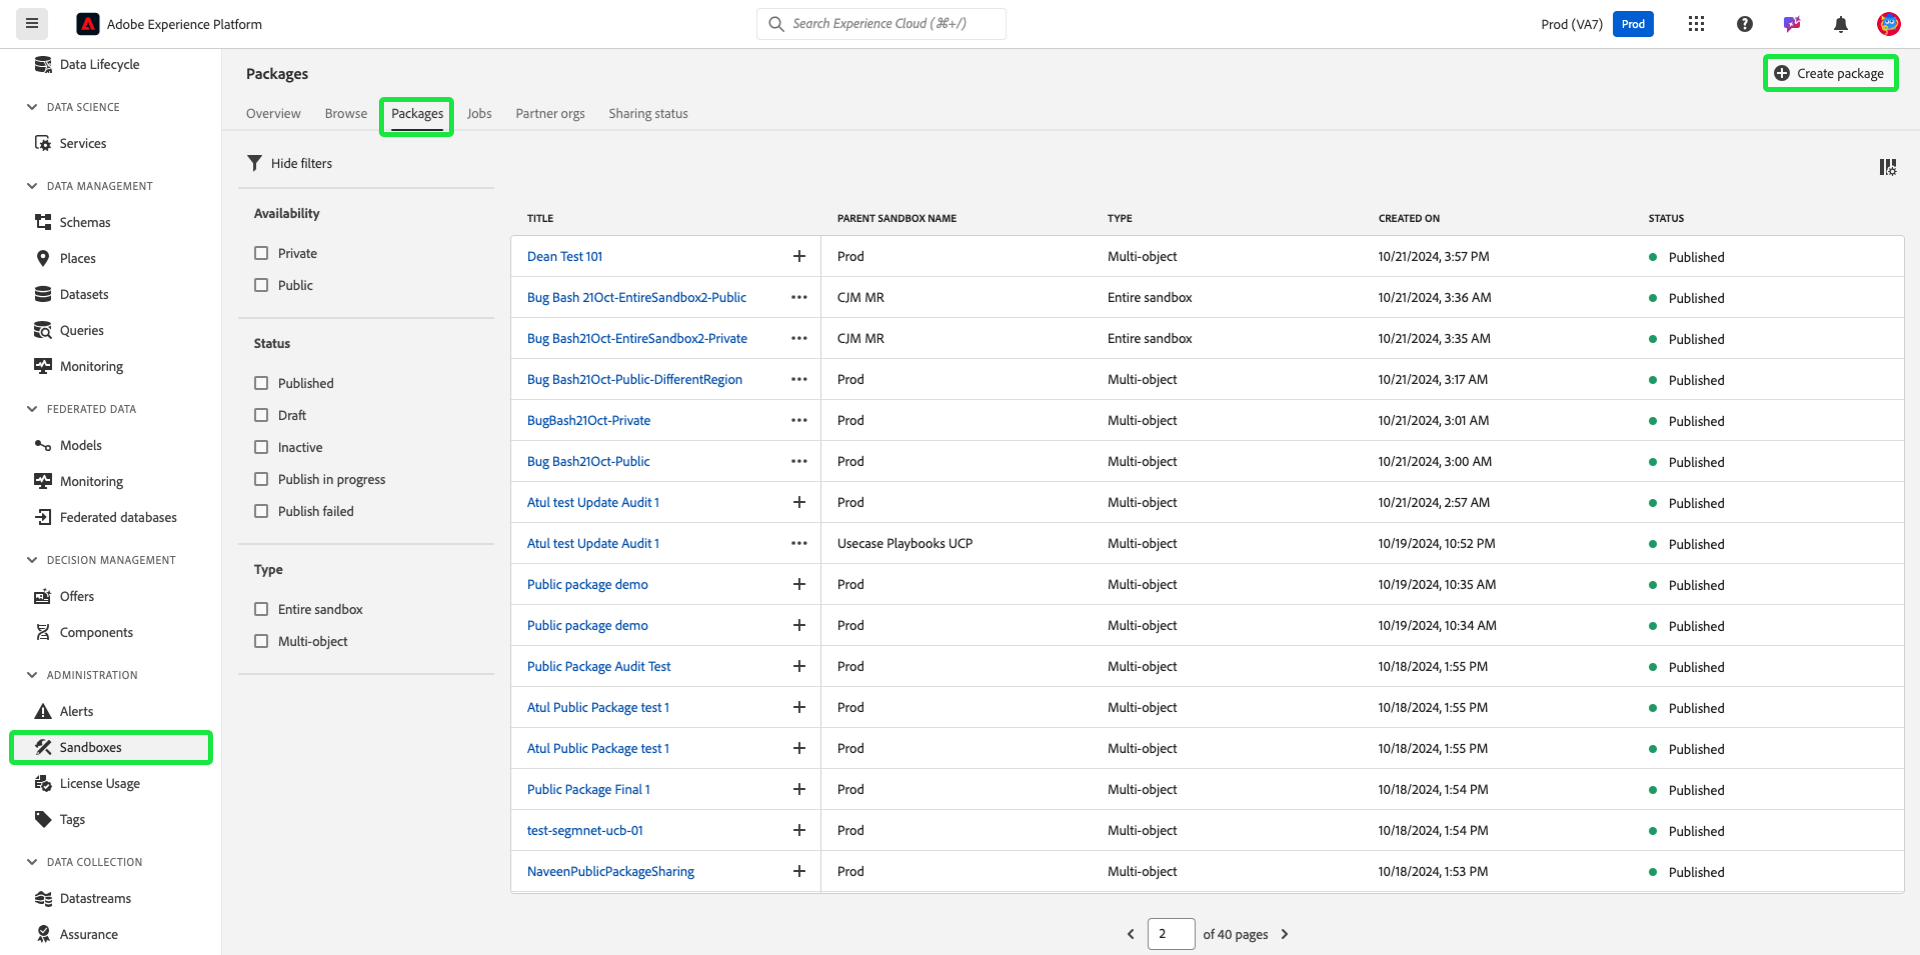 Adobe Experience Platform
Search Experience Cloud (⌘+/)
Prod (VA7)
Prod
Data Lifecycle
DATA SCIENCE
Services
DATA MANAGEMENT
Schemas
Places
Datasets
Queries
Monitoring
FEDERATED DATA
Models
Monitoring
Federated databases
DECISION MANAGEMENT
Offers
Components
ADMINISTRATION
Alerts
Sandboxes
License Usage
Tags
DATA COLLECTION
Datastreams
Assurance
Packages
Create package
Overview Browse Packages Jobs Partner orgs Sharing status
Hide filters
Availability
Private
Public
Status
Published
Draft
Inactive
Publish in progress
Publish failed
Type
Entire sandbox
Multi-object
TITLE PARENT SANDBOX NAME TYPE CREATED ON STATUS
Dean Test 101 Prod Multi-object 10/21/2024, 3:57 PM Published
Bug Bash 21Oct-EntireSandbox2-Public CJM MR Entire sandbox 10/21/2024, 3:36 AM Published
Bug Bash21Oct-EntireSandbox2-Private CJM MR Entire sandbox 10/21/2024, 3:35 AM Published
Bug Bash21Oct-Public-DifferentRegion Prod Multi-object 10/21/2024, 3:17 AM Published
BugBash21Oct-Private Prod Multi-object 10/21/2024, 3:01 AM Published
Bug Bash21Oct-Public Prod Multi-object 10/21/2024, 3:00 AM Published
Atul test Update Audit 1 Prod Multi-object 10/21/2024, 2:57 AM Published
Atul test Update Audit 1 Usecase Playbooks UCP Multi-object 10/19/2024, 10:52 PM Published
Public package demo Prod Multi-object 10/19/2024, 10:35 AM Published
Public package demo Prod Multi-object 10/19/2024, 10:34 AM Published
Public Package Audit Test Prod Multi-object 10/18/2024, 1:55 PM Published
Atul Public Package test 1 Prod Multi-object 10/18/2024, 1:55 PM Published
Atul Public Package test 1 Prod Multi-object 10/18/2024, 1:55 PM Published
Public Package Final 1 Prod Multi-object 10/18/2024, 1:54 PM Published
test-segmnet-ucb-01 Prod Multi-object 10/18/2024, 1:54 PM Published
NaveenPublicPackageSharing Prod Multi-object 10/18/2024, 1:53 PM Published
2 of 40 pages